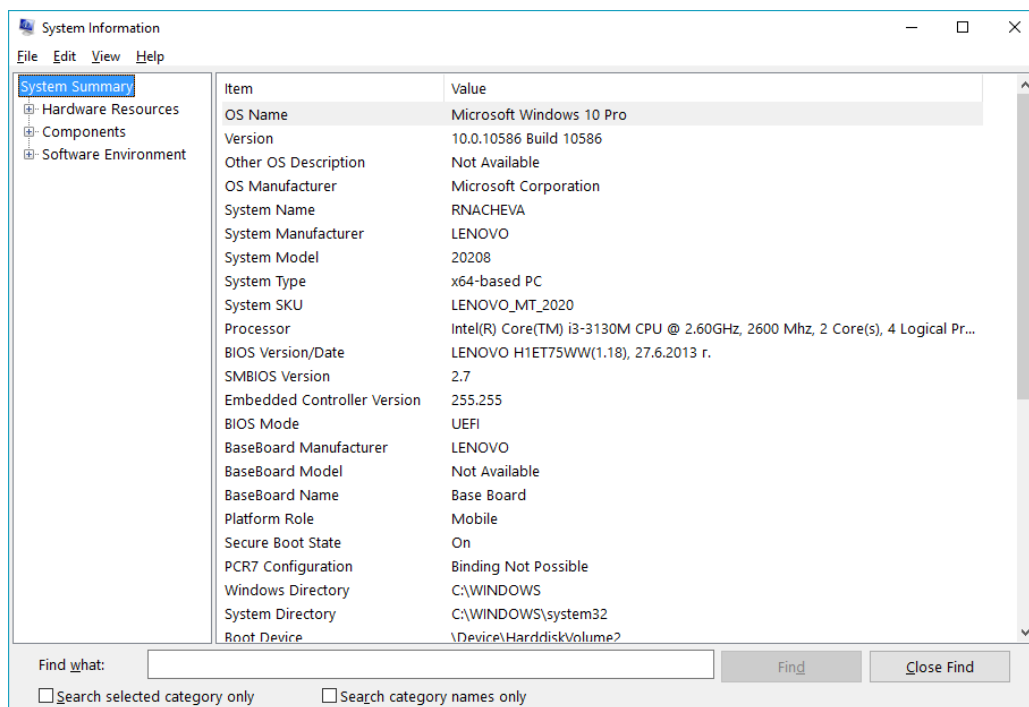 System Information
File Edit View Help
System Summary
Hardware Resources
Components
Software Environment
Item Value
OS Name Microsoft Windows 10 Pro
Version 10.0.10586 Build 10586
Other OS Description Not Available
OS Manufacturer Microsoft Corporation
System Name RNACHEVA
System Manufacturer LENOVO
System Model 20208
System Type x64-based PC
System SKU LENOVO_MT_2020
Processor Intel(R) Core(TM) i3-3130M CPU @ 2.60GHz, 2600 Mhz, 2 Core(s), 4 Logical Pr...
BIOS Version/Date LENOVO H1ET75WW(1.18), 27.6.2013 г.
SMBIOS Version 2.7
Embedded Controller Version 255.255
BIOS Mode UEFI
BaseBoard Manufacturer LENOVO
BaseBoard Model Not Available
BaseBoard Name Base Board
Platform Role Mobile
Secure Boot State On
PCR7 Configuration Binding Not Possible
Windows Directory C:\WINDOWS
System Directory C:\WINDOWS\system32
Boot Device \Device\HarddiskVolume2
Find what: Find Close Find
Search selected category only Search category names only